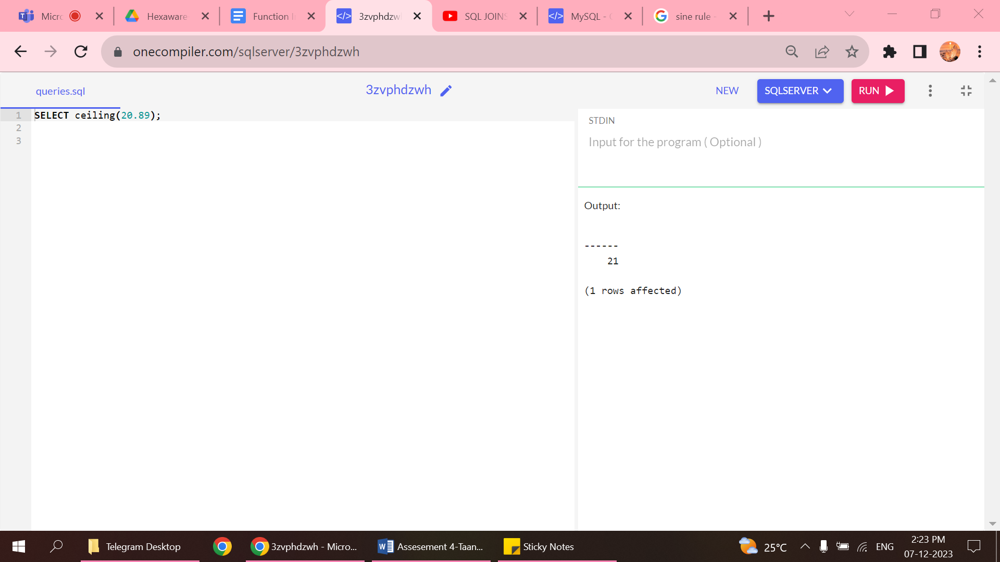 Micro
Hexaware-
Function I
3zvphdzw
SQL JOINS
MySQL -
sine rule -
onecompiler.com/sqlserver/3zvphdzwh
queries.sql
3zvphdzwh
NEW
SQLSERVER
RUN
1 SELECT ceiling(20.89);
2
3
STDIN
Input for the program ( Optional )
Output:
------
21
(1 rows affected)
Telegram Desktop
3zvphdzwh - Micro...
Assesement 4-Taan...
Sticky Notes
25°C
ENG
2:23 PM
07-12-2023